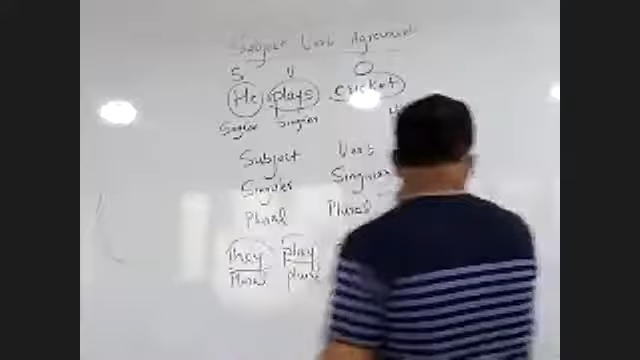 Subject Verb Agreement
S V O
He plays cricket
Singular Singular
Subject Verb
Singular Singular
Plural Plural
They play
Plural Plural